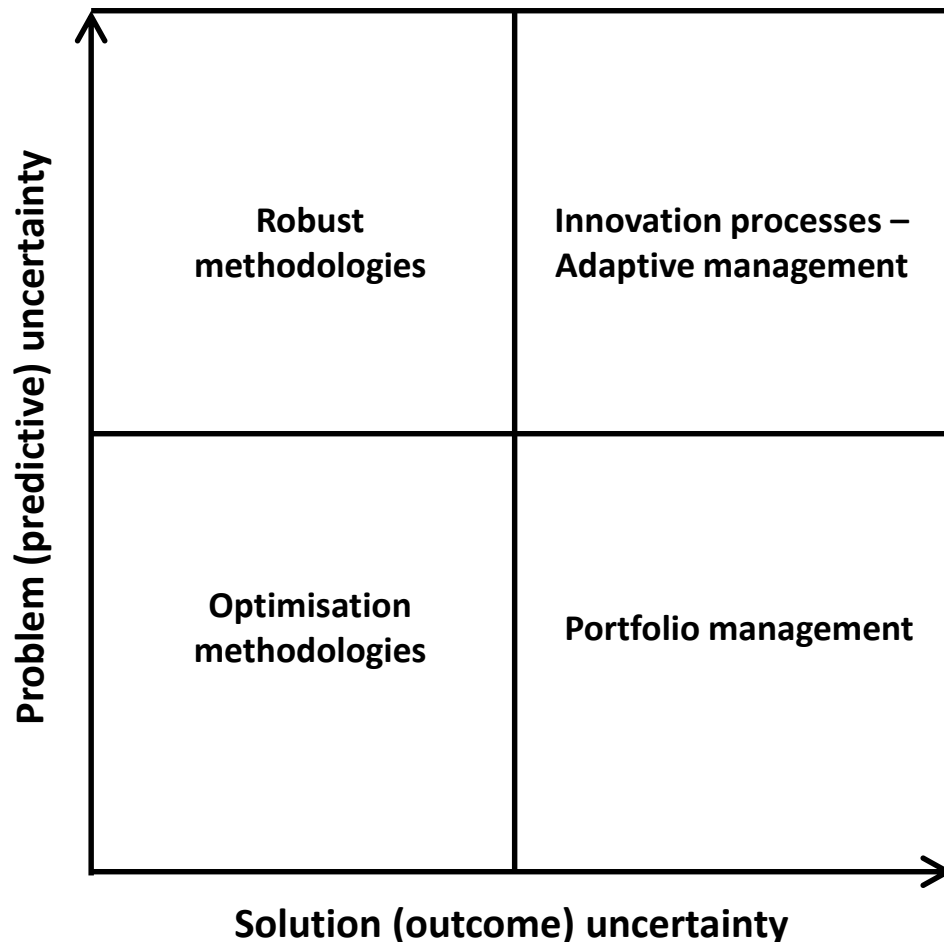 Problem (predictive) uncertainty
Robust
methodologies
Innovation processes –
Adaptive management
Optimisation
methodologies
Portfolio management
Solution (outcome) uncertainty